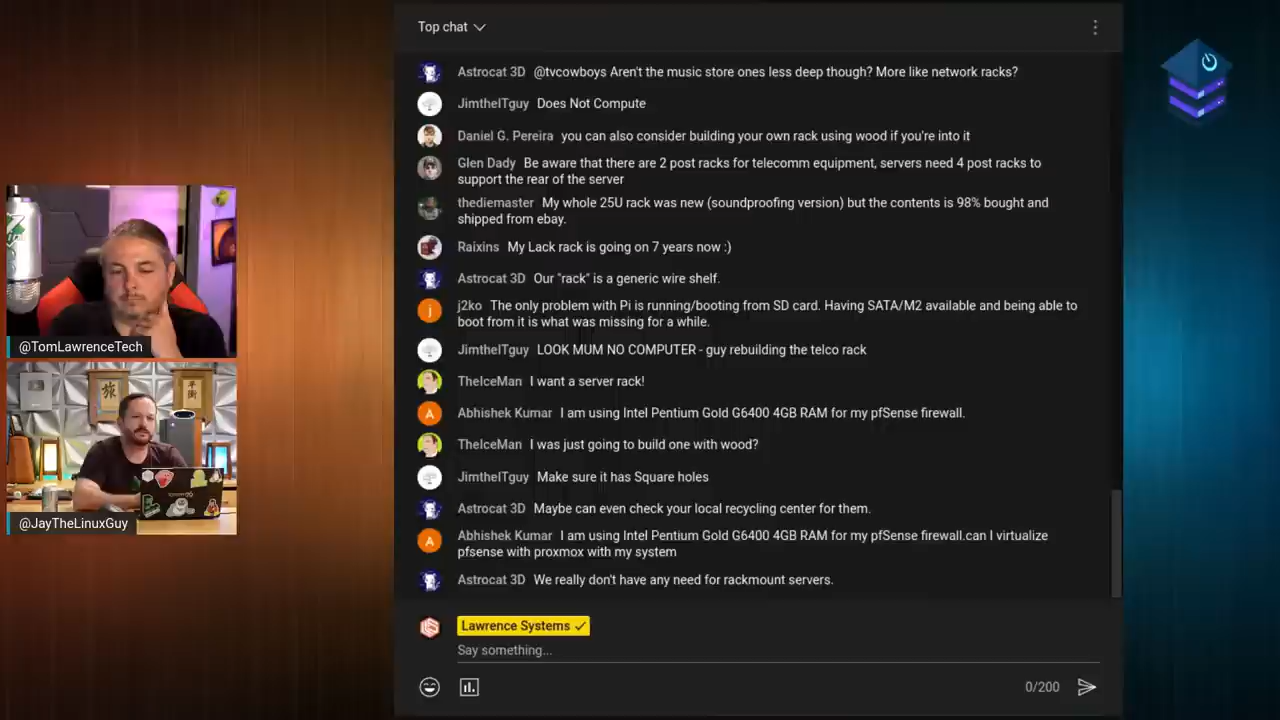 Top chat
Astrocat 3D @tvcowboys Aren't the music store ones less deep though? More like network racks?
JimtheITguy Does Not Compute
Daniel G. Pereira you can also consider building your own rack using wood if you're into it
Glen Dady Be aware that there are 2 post racks for telecomm equipment, servers need 4 post racks to
support the rear of the server
thediemaster My whole 25U rack was new (soundproofing version) but the contents is 98% bought and
shipped from ebay.
Raixins My Lack rack is going on 7 years now :)
Astrocat 3D Our "rack" is a generic wire shelf.
j
j2ko The only problem with Pi is running/booting from SD card. Having SATA/M2 available and being able to
boot from it is what was missing for a while.
JimtheITguy LOOK MUM NO COMPUTER - guy rebuilding the telco rack
TheIceMan I want a server rack!
A
Abhishek Kumar I am using Intel Pentium Gold G6400 4GB RAM for my pfSense firewall.
TheIceMan I was just going to build one with wood?
JimtheITguy Make sure it has Square holes
Astrocat 3D Maybe can even check your local recycling center for them.
A
Abhishek Kumar I am using Intel Pentium Gold G6400 4GB RAM for my pfSense firewall.can I virtualize
pfsense with proxmox with my system
Astrocat 3D We really don't have any need for rackmount servers.
Lawrence Systems
Say something...
0/200
@TomLawrenceTech
旅
平
衡
@JayTheLinuxGuy